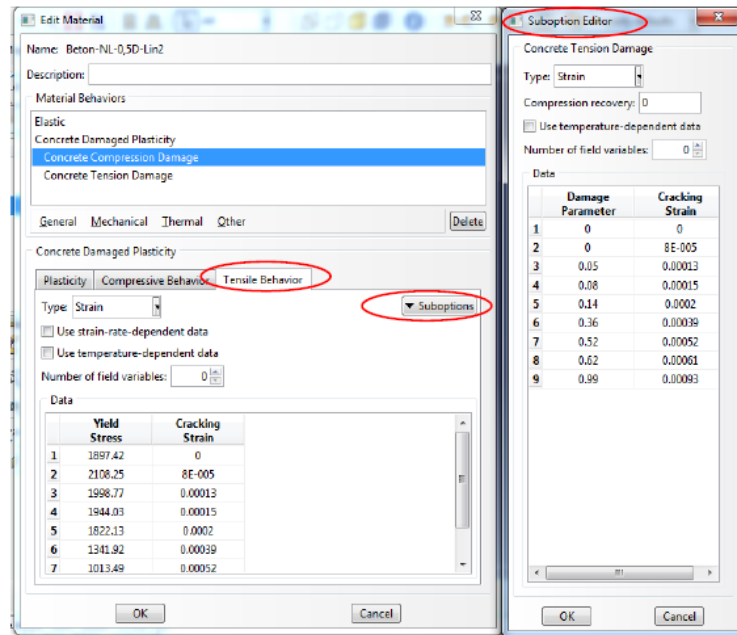 Edit Material
Name: Beton-NL-0,5D-Lin2
Description:
Material Behaviors
Elastic
Concrete Damaged Plasticity
Concrete Compression Damage
Concrete Tension Damage
General Mechanical Thermal Other Delete
Concrete Damaged Plasticity
Plasticity Compressive Behavior Tensile Behavior
Type: Strain Suboptions
Use strain-rate-dependent data
Use temperature-dependent data
Number of field variables: 0
Data
Yield Cracking
Stress Strain
1 1897.42 0
2 2108.25 8E-005
3 1998.77 0.00013
4 1944.03 0.00015
5 1822.13 0.0002
6 1341.92 0.00039
7 1013.49 0.00052
OK Cancel
Suboption Editor
Concrete Tension Damage
Type: Strain
Compression recovery: 0
Use temperature-dependent data
Number of field variables: 0
Data
Damage Cracking
Parameter Strain
1 0 0
2 0 8E-005
3 0.05 0.00013
4 0.08 0.00015
5 0.14 0.0002
6 0.36 0.00039
7 0.52 0.00052
8 0.62 0.00061
9 0.99 0.00093
OK Cancel